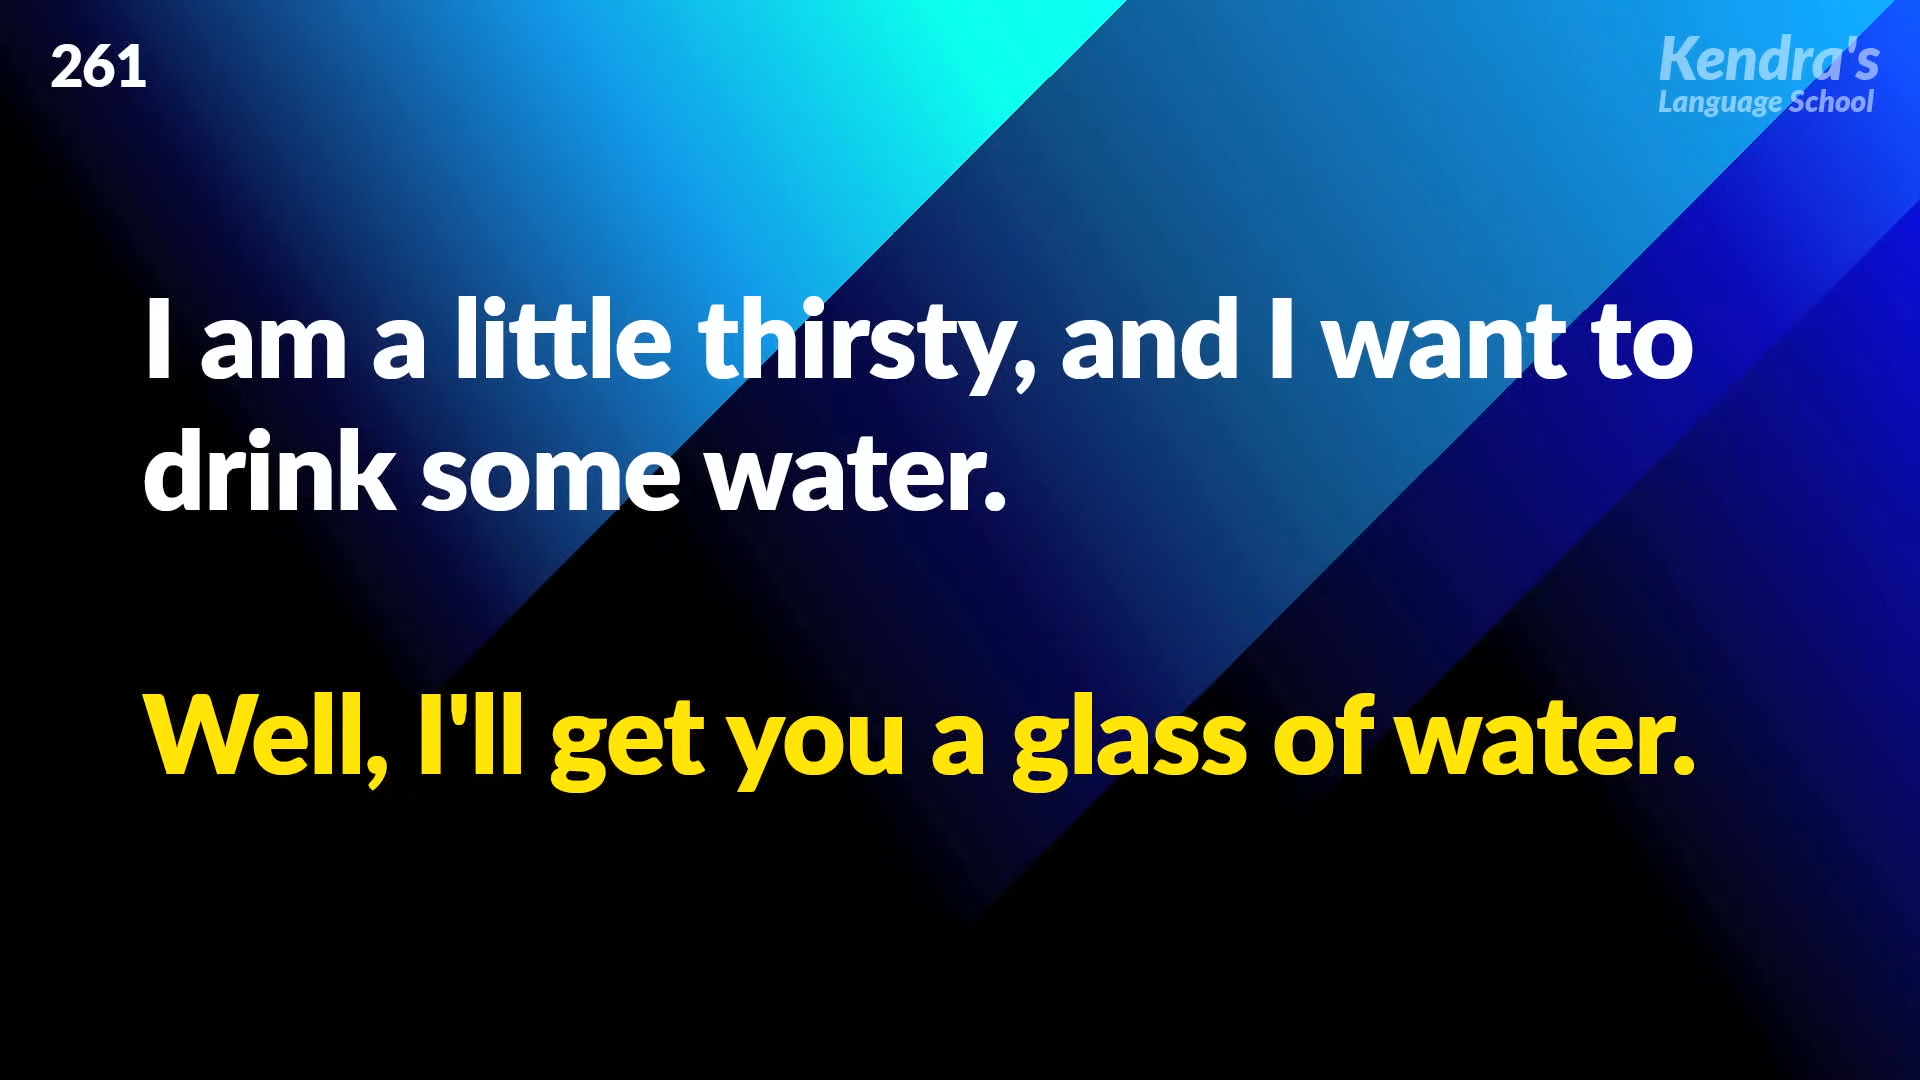 261
Kendra's
Language School
I am a little thirsty, and I want to
drink some water.
Well, I'll get you a glass of water.